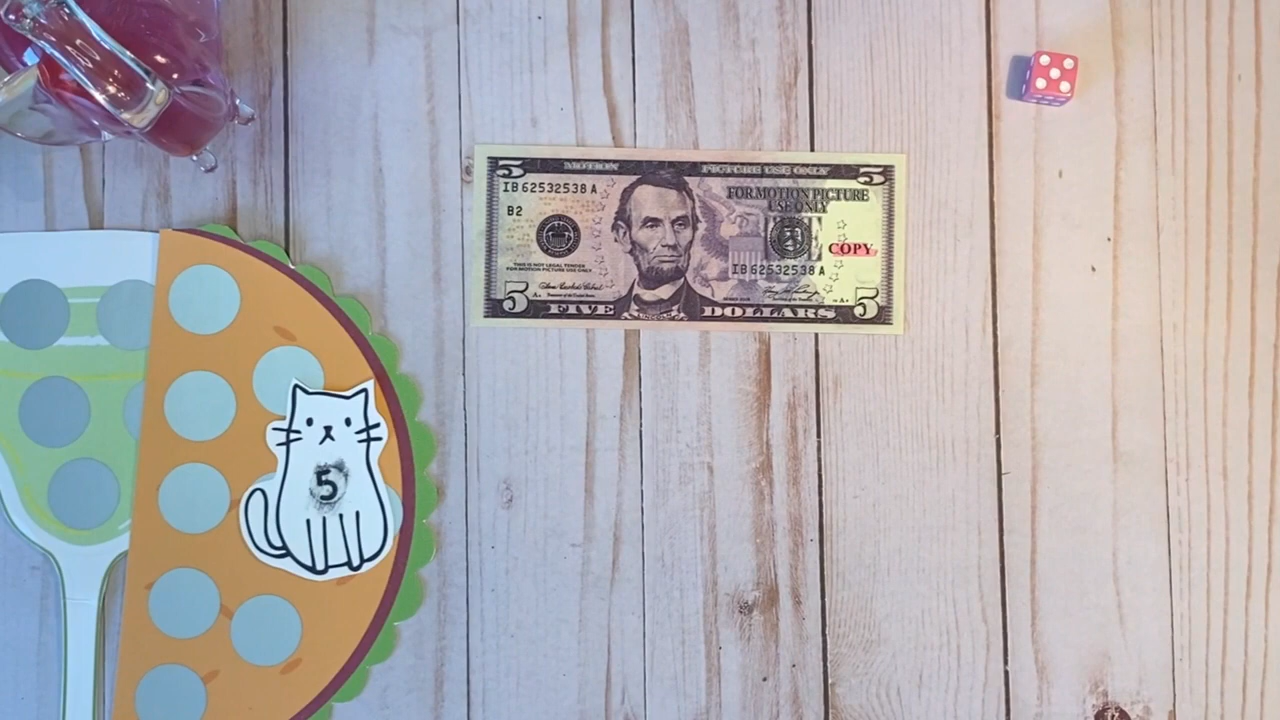 5 MOTION PICTURE USE ONLY 5
IB 62532538 A
FOR MOTION PICTURE
USE ONLY
B2
COPY
IB 62532538 A
THIS IS NOT LEGAL TENDER
FOR MOTION PICTURE USE ONLY
5 FIVE DOLLARS 5
LINCOLN
5